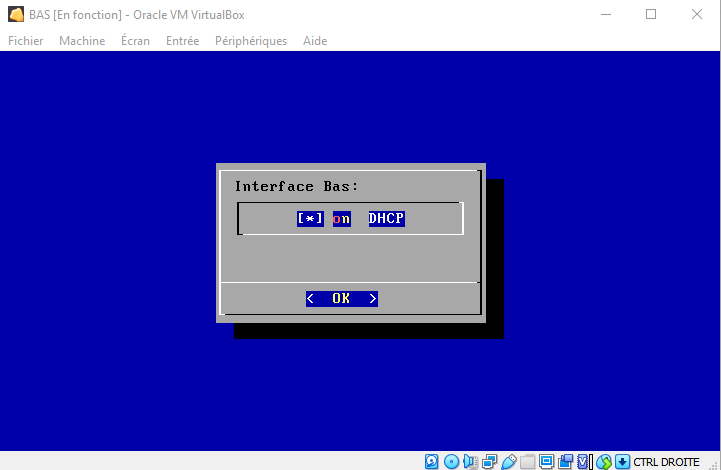 BAS [En fonction] - Oracle VM VirtualBox
Fichier Machine Écran Entrée Périphériques Aide
Interface Bas:
[*] on DHCP
< OK >
CTRL DROITE